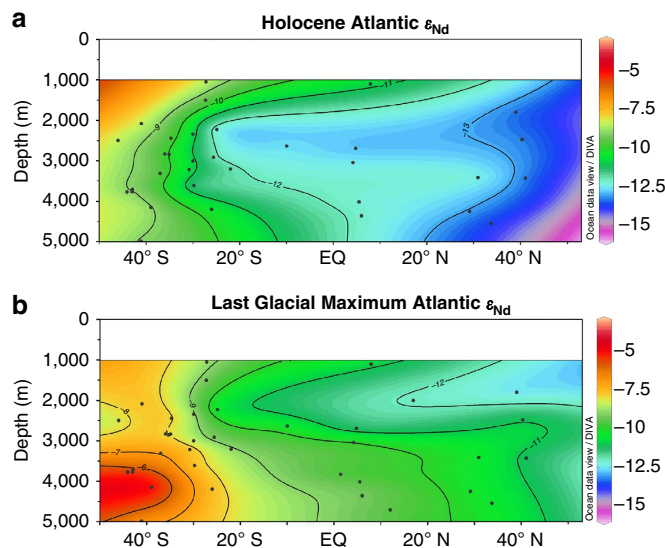 a
Holocene Atlantic εNd
0
1,000
2,000
3,000
4,000
5,000
Depth (m)
-9
-10
-11
-12
-13
40° S
20° S
EQ
20° N
40° N
Ocean data view / DIVA
−5
−7.5
−10
−12.5
−15
b
Last Glacial Maximum Atlantic εNd
0
1,000
2,000
3,000
4,000
5,000
Depth (m)
-9
-7
-6
-12
-11
40° S
20° S
EQ
20° N
40° N
Ocean data view / DIVA
−5
−7.5
−10
−12.5
−15